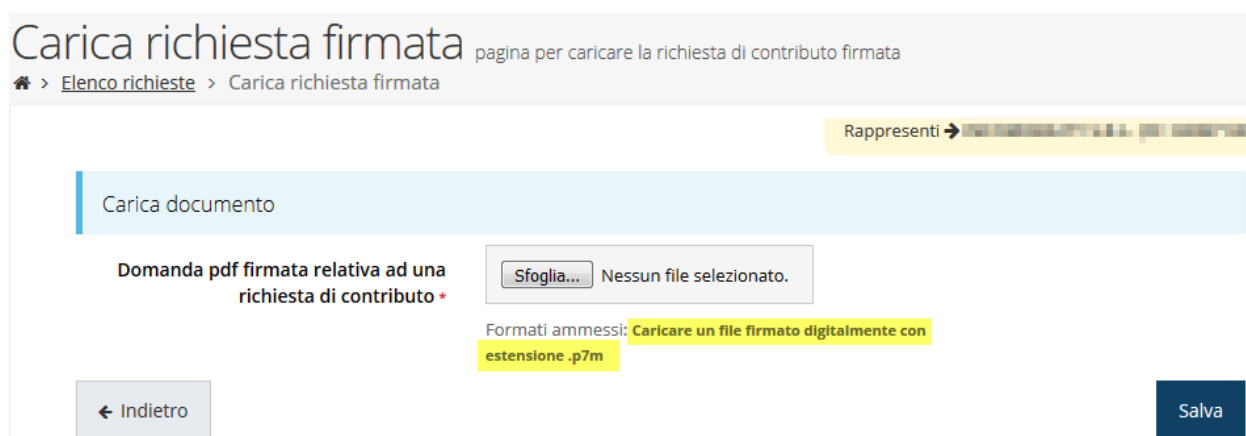 Carica richiesta firmata pagina per caricare la richiesta di contributo firmata
> Elenco richieste > Carica richiesta firmata
Rappresenti
Carica documento
Domanda pdf firmata relativa ad una
richiesta di contributo *
Sfoglia... Nessun file selezionato.
Formati ammessi: Caricare un file firmato digitalmente con
estensione .p7m
Indietro
Salva